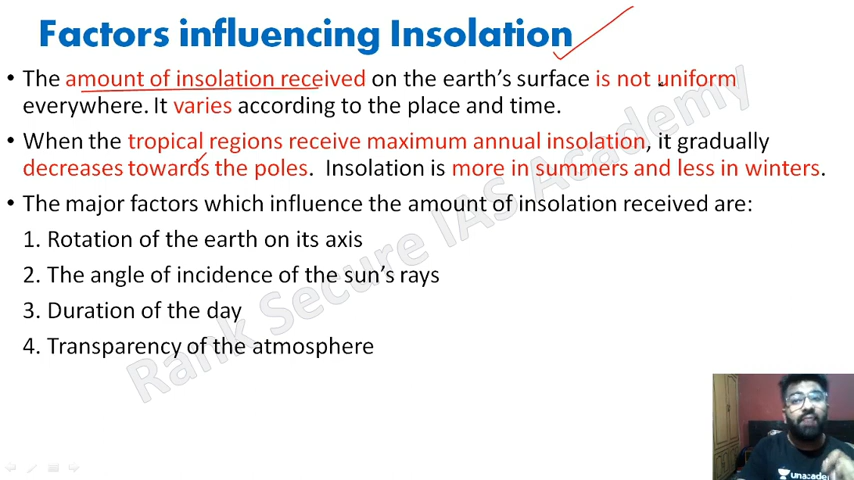 Factors influencing Insolation
• The amount of insolation received on the earth's surface is not uniform
everywhere. It varies according to the place and time.
• When the tropical regions receive maximum annual insolation, it gradually
decreases towards the poles. Insolation is more in summers and less in winters.
• The major factors which influence the amount of insolation received are:
1. Rotation of the earth on its axis
2. The angle of incidence of the sun's rays
3. Duration of the day
4. Transparency of the atmosphere
Rank Secure IAS Academy
unacademy